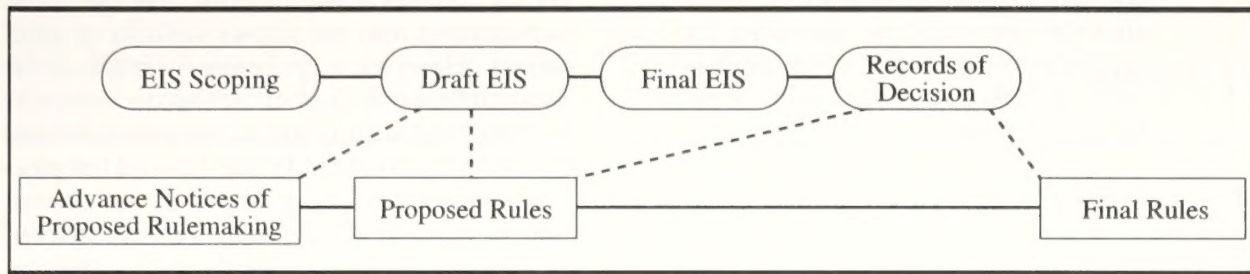 EIS Scoping
Draft EIS
Final EIS
Records of
Decision
Advance Notices of
Proposed Rulemaking
Proposed Rules
Final Rules